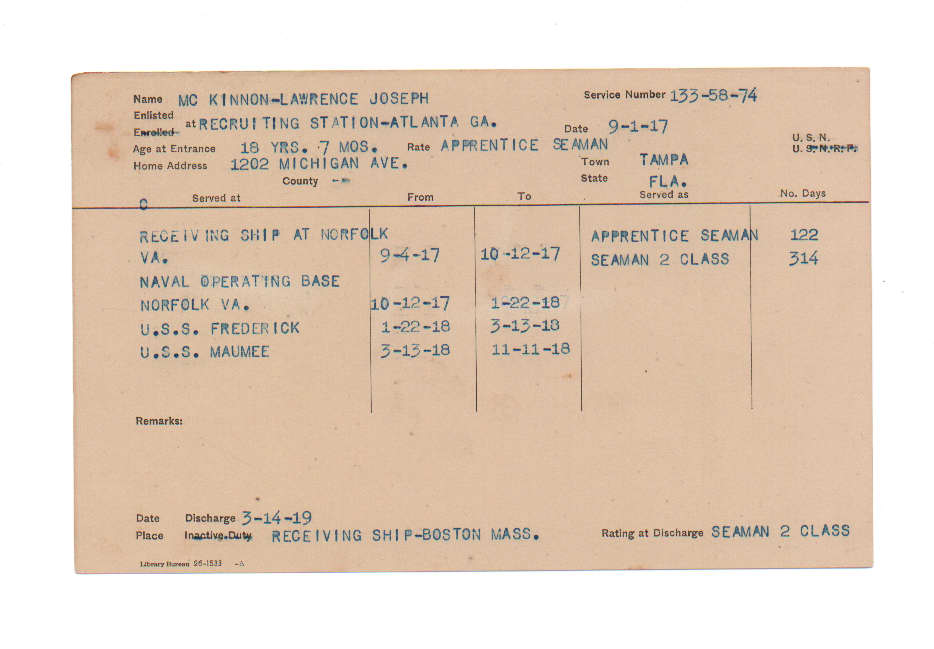 Name MC KINNON-LAWRENCE JOSEPH Service Number 133-58-74
Enlisted
Enrolled at RECRUITING STATION-ATLANTA GA. Date 9-1-17
U. S. N.
Age at Entrance 18 YRS. 7 MOS. Rate APPRENTICE SEAMAN U. S. N. R. F.
Home Address 1202 MICHIGAN AVE. Town TAMPA
County -- State FLA.
C Served at From To Served as No. Days
RECEIVING SHIP AT NORFOLK APPRENTICE SEAMAN 122
VA. 9-4-17 10-12-17 SEAMAN 2 CLASS 314
NAVAL OPERATING BASE
NORFOLK VA. 10-12-17 1-22-18
U.S.S. FREDERICK 1-22-18 3-13-18
U.S.S. MAUMEE 3-13-18 11-11-18
Remarks:
Date Discharge 3-14-19
Place Inactive Duty RECEIVING SHIP-BOSTON MASS. Rating at Discharge SEAMAN 2 CLASS
Library Bureau 26-1533 -A